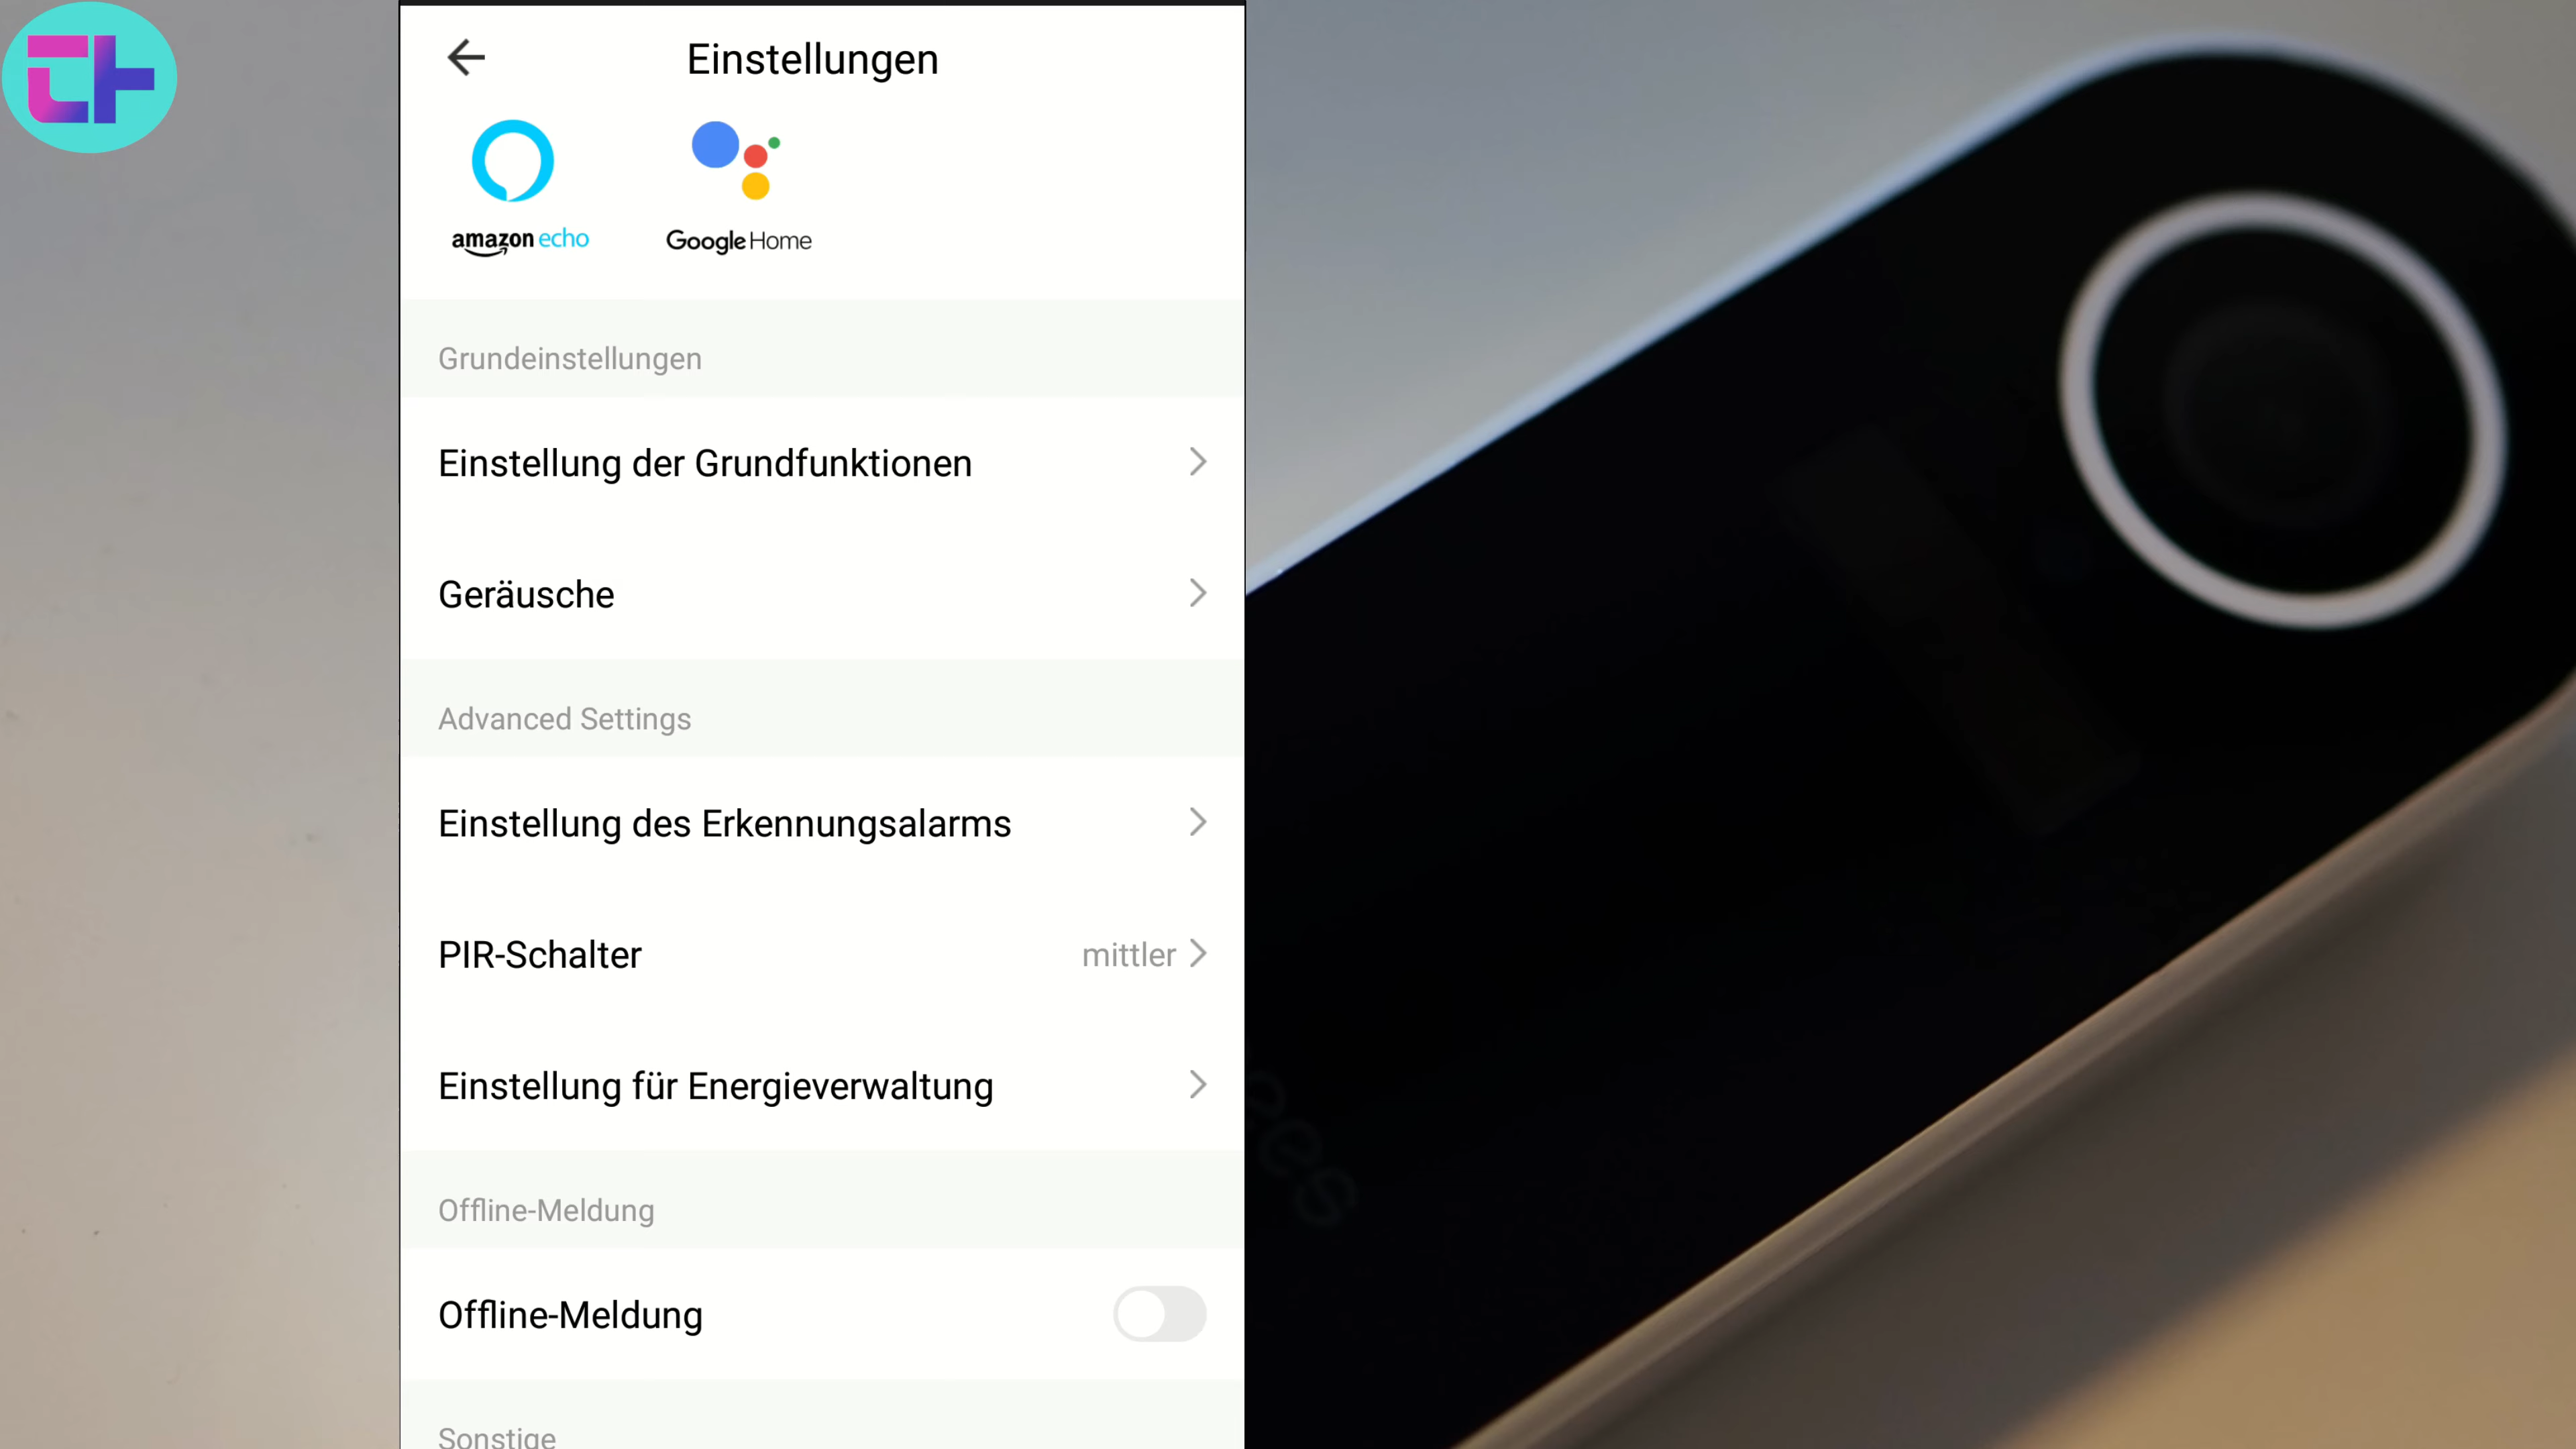 Einstellungen
amazon echo
Google Home
Grundeinstellungen
Einstellung der Grundfunktionen
Geräusche
Advanced Settings
Einstellung des Erkennungsalarms
PIR-Schalter
mittler
Einstellung für Energieverwaltung
Offline-Meldung
Offline-Meldung
Sonstige